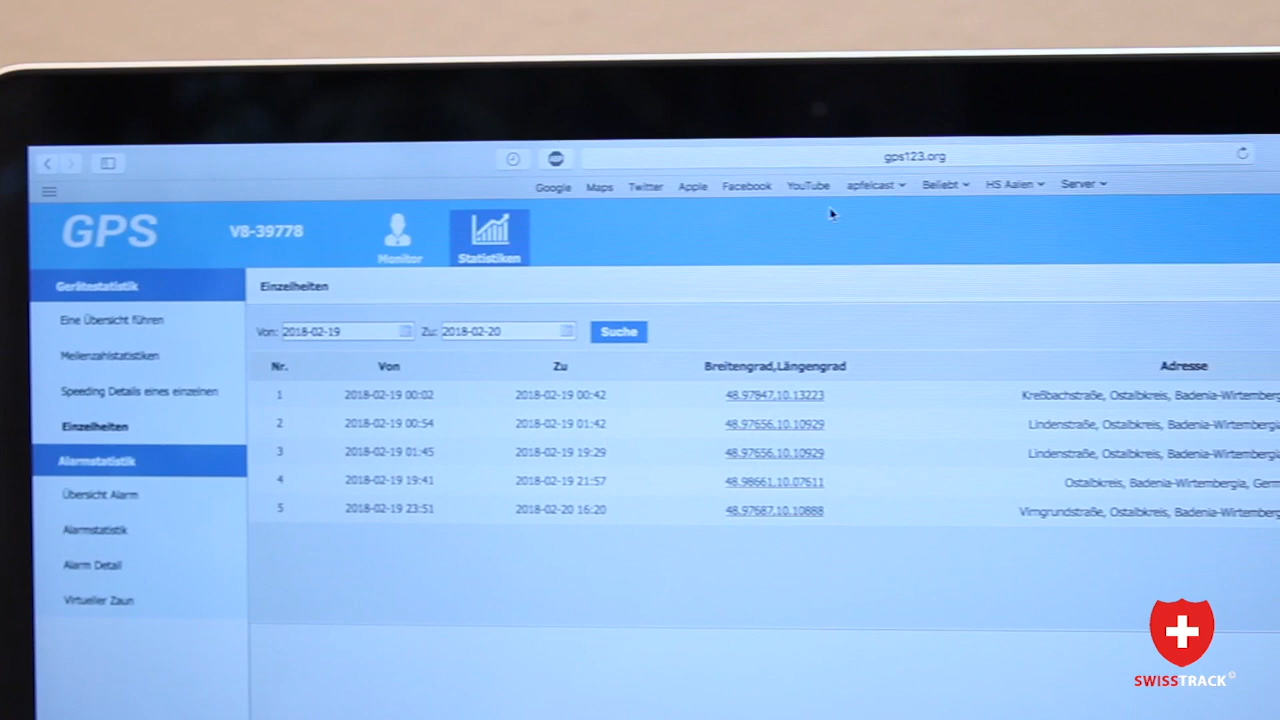 gps123.org
Google Maps Twitter Apple Facebook YouTube apfelcast Beliebt HS Aalen Server
GPS V8-39778 Monitor Statistiken
Gerätestatistik
Einzelheiten
Eine Übersicht führen
Von: 2018-02-19 Zu: 2018-02-20 Suche
Meilenzahlstatistiken
Nr. Von Zu Breitengrad,Längengrad Adresse
Speeding Details eines einzelnen
1 2018-02-19 00:02 2018-02-19 00:42 48.97847,10.13223 Kreßbachstraße, Ostalbkreis, Badenia-Wirtemberg
Einzelheiten
2 2018-02-19 00:54 2018-02-19 01:42 48.97656,10.10929 Lindenstraße, Ostalbkreis, Badenia-Wirtembergia
3 2018-02-19 01:45 2018-02-19 19:29 48.97656,10.10929 Lindenstraße, Ostalbkreis, Badenia-Wirtembergia
Alarmstatistik
4 2018-02-19 19:41 2018-02-19 21:57 48.98661,10.07611 Ostalbkreis, Badenia-Wirtembergia, Germ
Übersicht Alarm
5 2018-02-19 23:51 2018-02-20 16:20 48.97687,10.10888 Virngrundstraße, Ostalbkreis, Badenia-Wirtemberg
Alarmstatistik
Alarm Detail
Virtueller Zaun
SWISSTRACK©